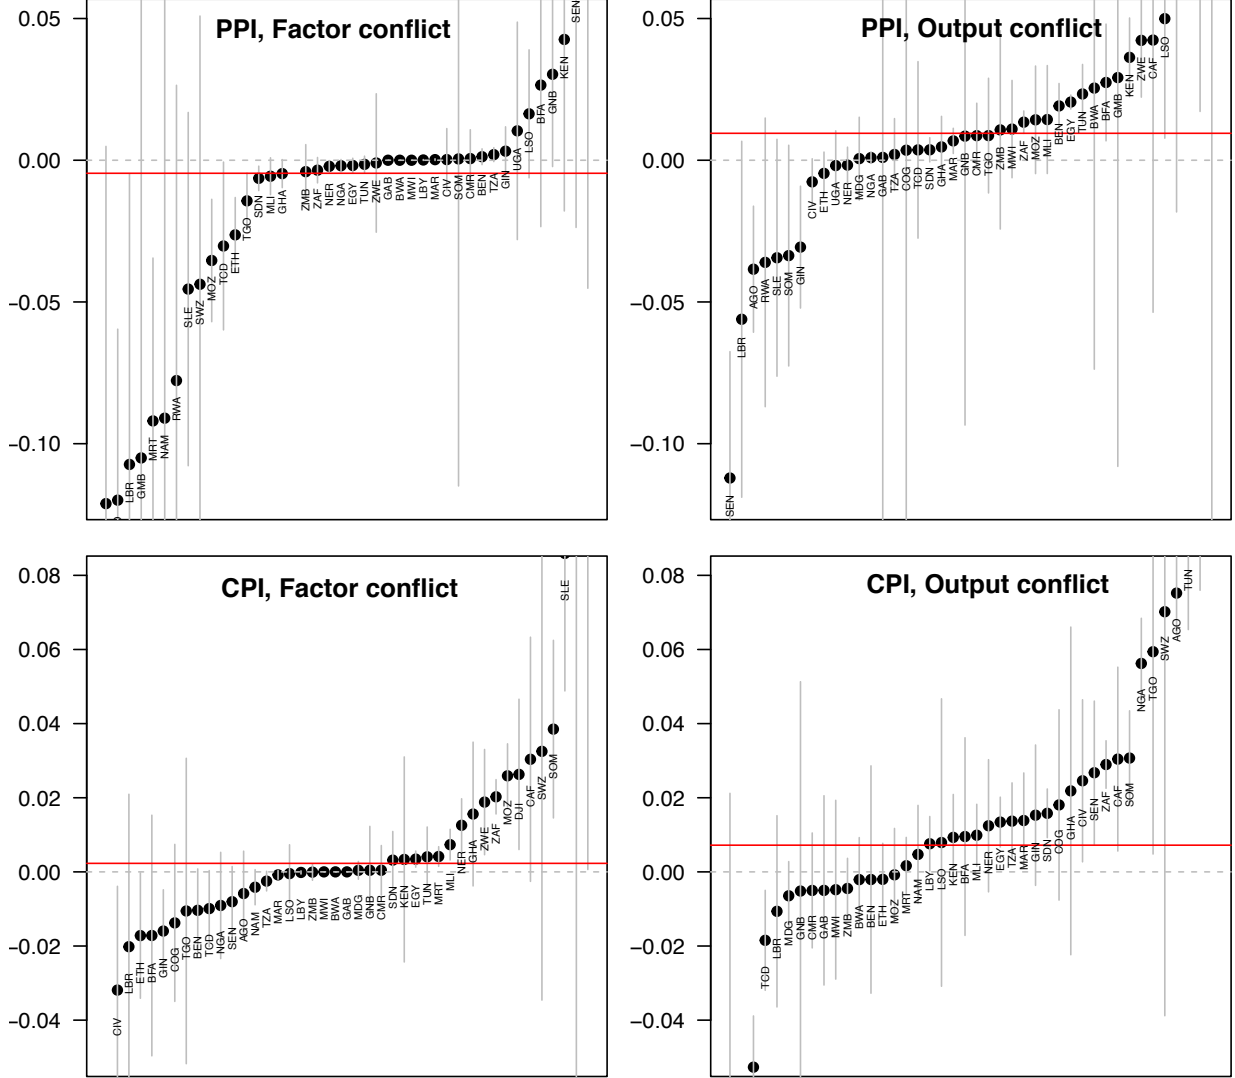 PPI, Factor conflict
0.05
0.00
−0.05
−0.10
LBR
GMB
MRT
NAM
RWA
SLE
SWZ
MOZ
TCD
ETH
TGO
SDN
MLI
GHA
ZMB
ZAF
NER
NGA
EGY
TUN
ZWE
GAB
BWA
MWI
LBY
MAR
CIV
SOM
CMR
BEN
TZA
GIN
UGA
LSO
BFA
GNB
KEN
SEN
PPI, Output conflict
0.05
0.00
−0.05
−0.10
SEN
LBR
AGO
RWA
SLE
SOM
GIN
CIV
ETH
UGA
NER
MDG
NGA
GAB
TZA
COG
TCD
SDN
GHA
MAR
GNB
CMR
TGO
ZMB
MWI
ZAF
MOZ
MLI
BEN
EGY
TUN
BWA
BFA
GMB
KEN
ZWE
CAF
LSO
CPI, Factor conflict
0.08
0.06
0.04
0.02
0.00
−0.02
−0.04
CIV
LBR
ETH
BFA
GIN
COG
TGO
BEN
TCD
NGA
SEN
AGO
NAM
TZA
MAR
LSO
LBY
ZMB
MWI
BWA
GAB
MDG
GNB
CMR
SDN
KEN
EGY
TUN
MRT
MLI
NER
GHA
ZWE
ZAF
MOZ
DJI
CAF
SWZ
SOM
SLE
CPI, Output conflict
0.08
0.06
0.04
0.02
0.00
−0.02
−0.04
TCD
LBR
MDG
GNB
CMR
GAB
MWI
ZMB
BWA
BEN
ETH
MOZ
MRT
NAM
LBY
LSO
KEN
BFA
MLI
NER
EGY
TZA
MAR
GIN
SDN
COG
GHA
CIV
SEN
ZAF
CAF
SOM
NGA
TGO
SWZ
AGO
TUN